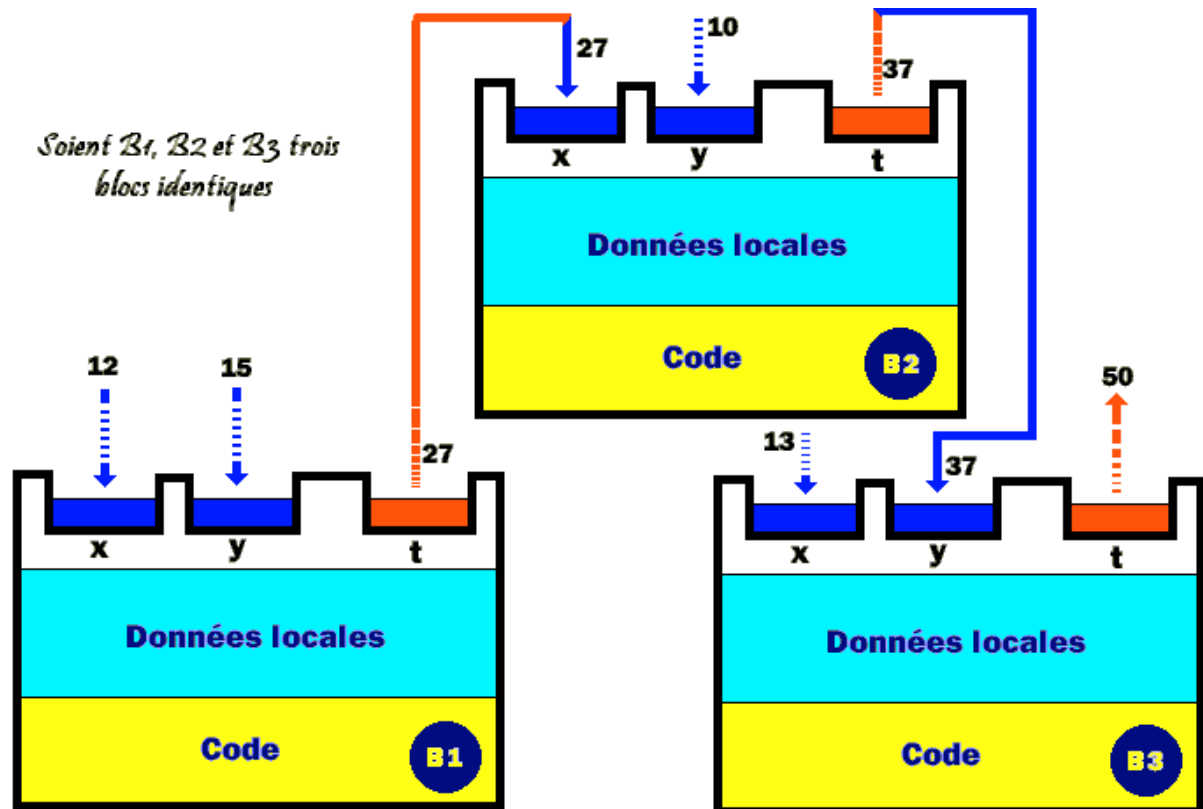 Soient B1, B2 et B3 trois
blocs identiques
27
10
37
x
y
t
Données locales
Code
B2
12
15
27
x
y
t
Données locales
Code
B1
13
37
50
x
y
t
Données locales
Code
B3